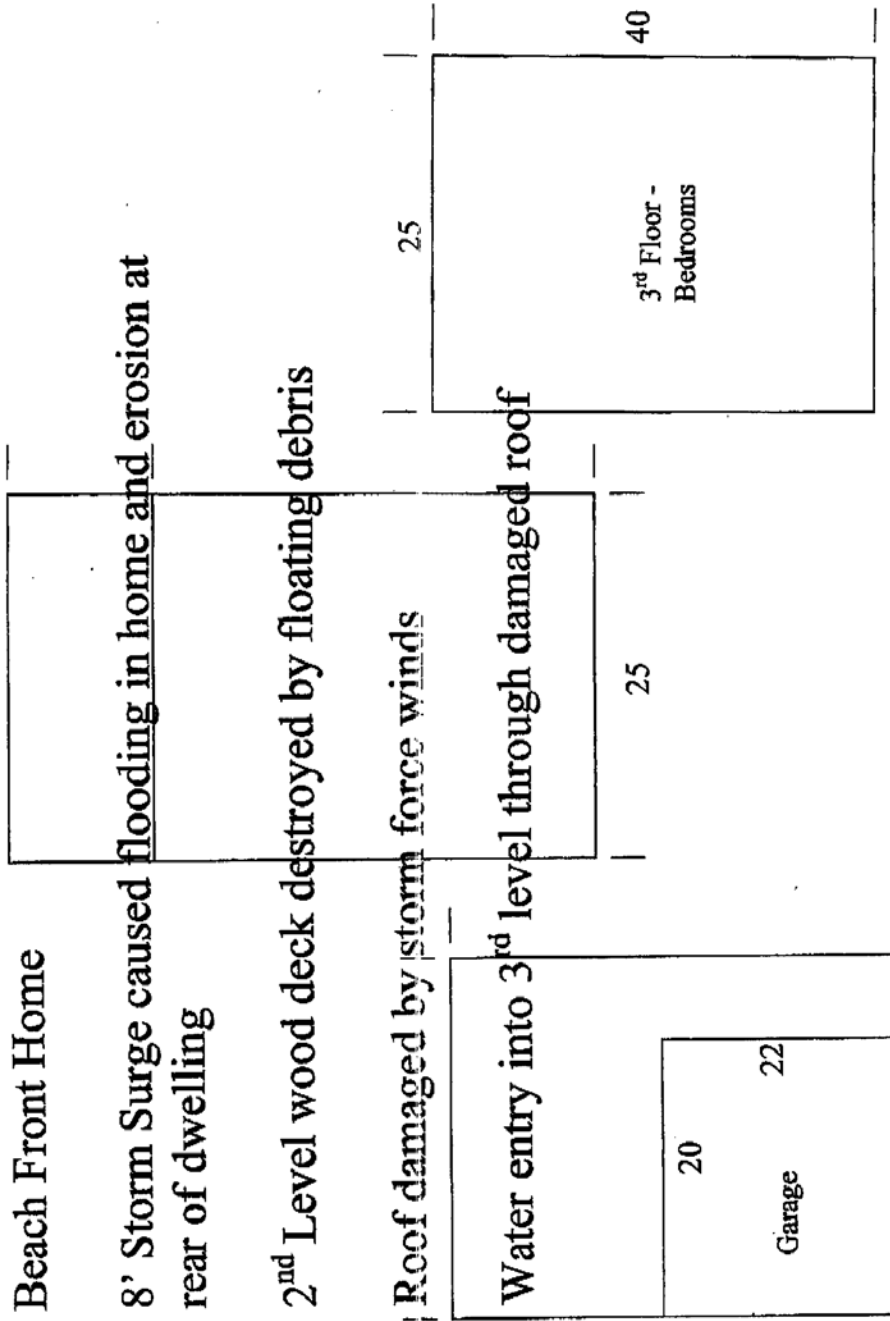 Beach Front Home
8’ Storm Surge caused flooding in home and erosion at
rear of dwelling
2nd Level wood deck destroyed by floating debris
Roof damaged by storm force winds
Water entry into 3rd level through damaged roof
20
22
Garage
25
25
40
3rd Floor -
Bedrooms